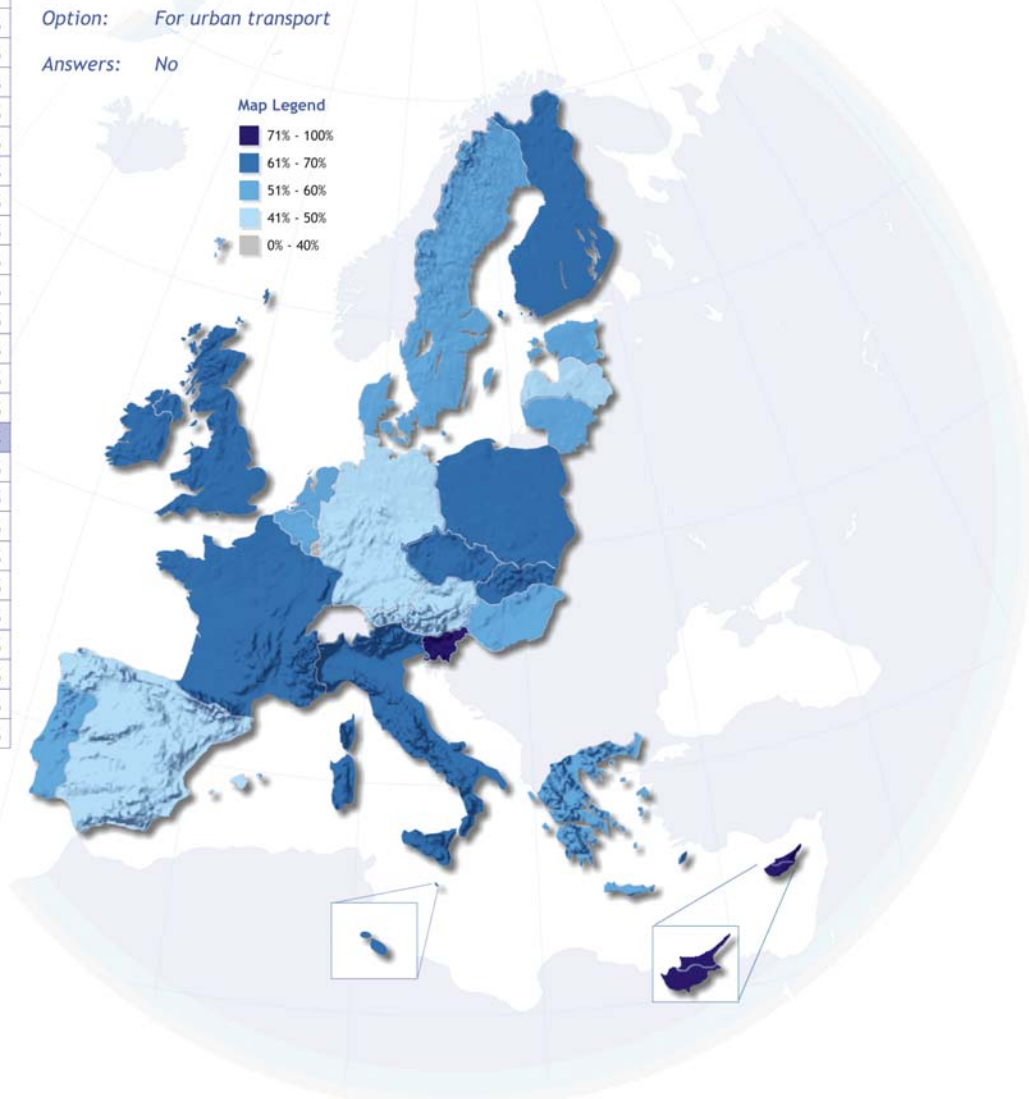 Option: For urban transport
Answers: No
Map Legend
71% - 100%
61% - 70%
51% - 60%
41% - 50%
0% - 40%